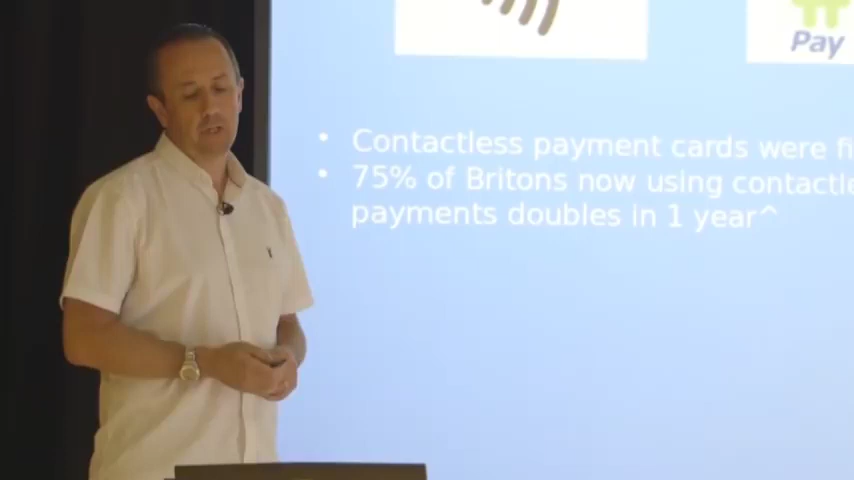 Pay
Contactless payment cards were fi
75% of Britons now using contactle
payments doubles in 1 year^